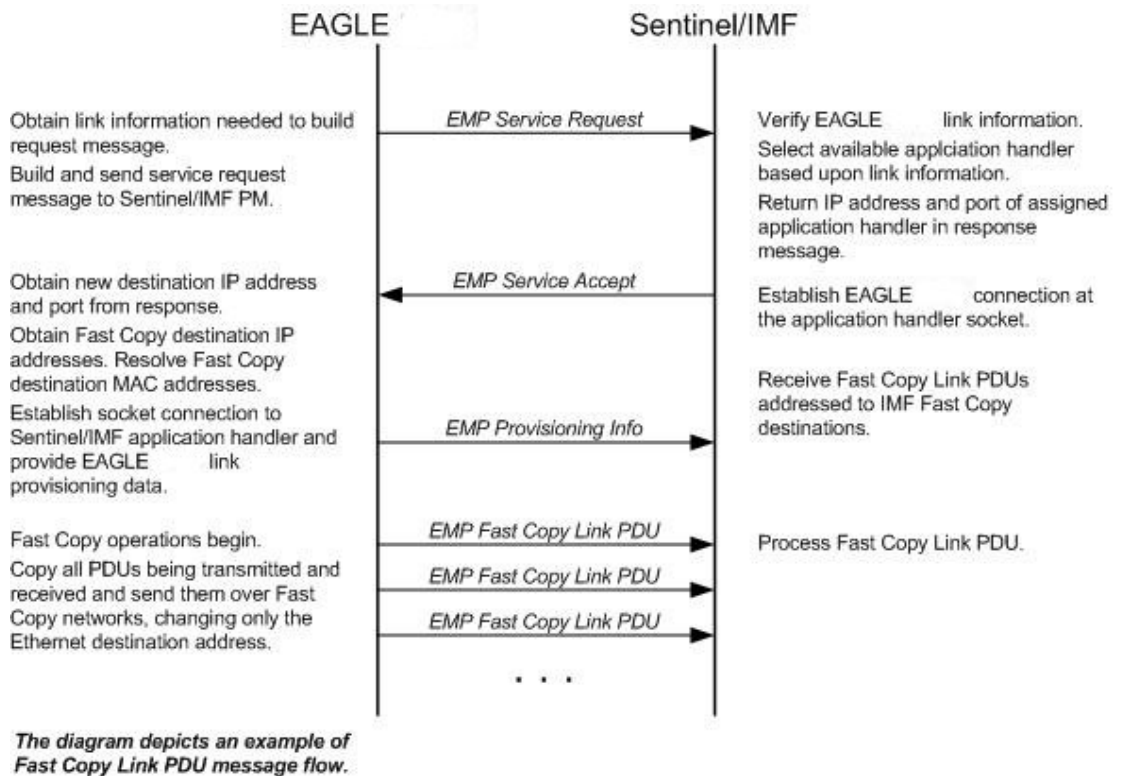 EAGLE
Sentinel/IMF
Obtain link information needed to build
request message.
Build and send service request
message to Sentinel/IMF PM.
EMP Service Request
Verify EAGLE link information.
Select available applciation handler
based upon link information.
Return IP address and port of assigned
application handler in response
message.
Obtain new destination IP address
and port from response.
Obtain Fast Copy destination IP
addresses. Resolve Fast Copy
destination MAC addresses.
EMP Service Accept
Establish EAGLE connection at
the application handler socket.
Receive Fast Copy Link PDUs
addressed to IMF Fast Copy
destinations.
Establish socket connection to
Sentinel/IMF application handler and
provide EAGLE link
provisioning data.
EMP Provisioning Info
Fast Copy operations begin.
Copy all PDUs being transmitted and
received and send them over Fast
Copy networks, changing only the
Ethernet destination address.
EMP Fast Copy Link PDU
EMP Fast Copy Link PDU
EMP Fast Copy Link PDU
. . .
Process Fast Copy Link PDU.
The diagram depicts an example of
Fast Copy Link PDU message flow.